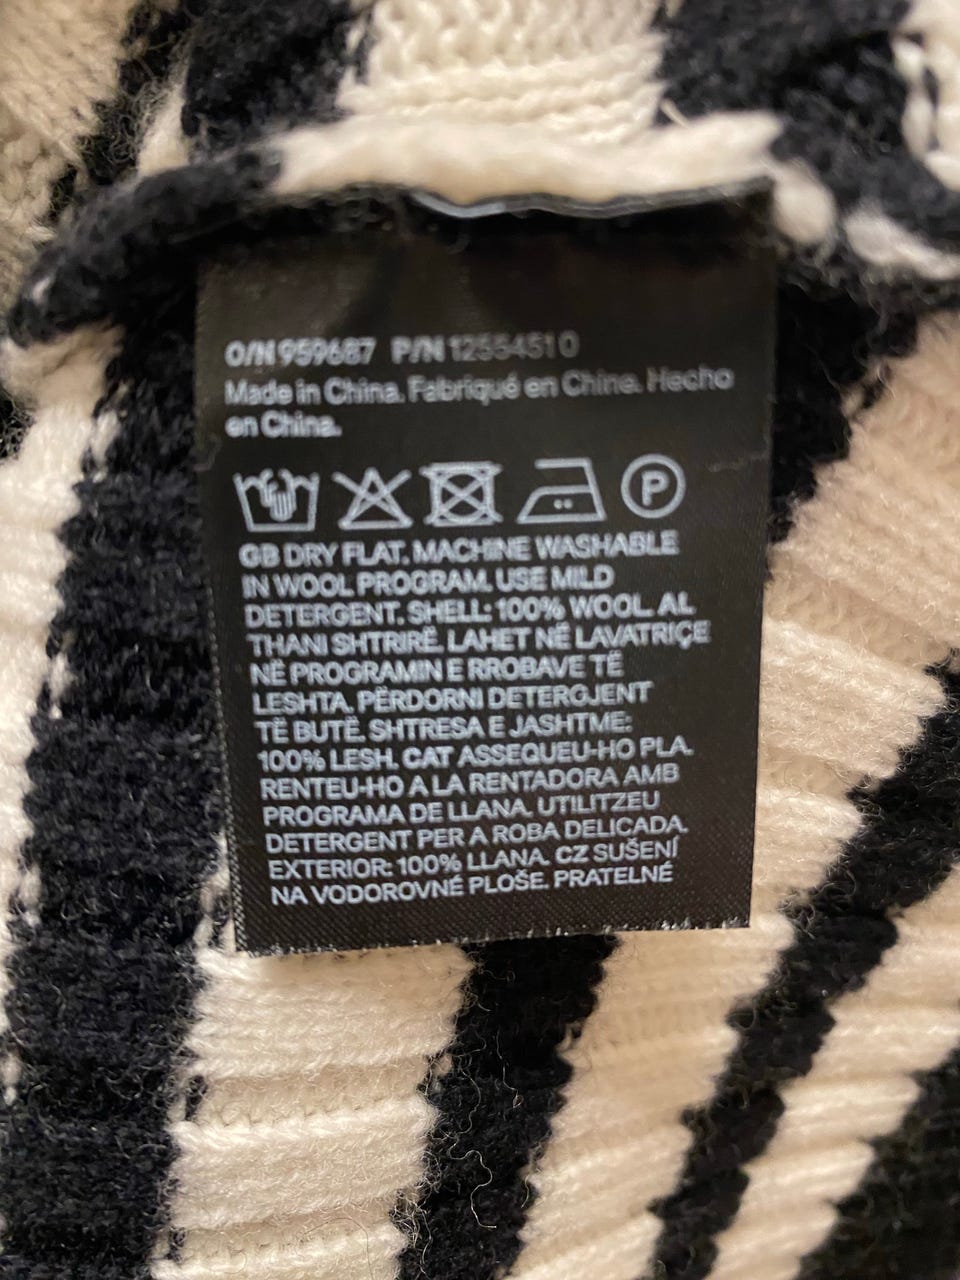 O/N 959687 P/N 12554510
Made in China. Fabriqué en Chine. Hecho
en China.
P
GB DRY FLAT. MACHINE WASHABLE
IN WOOL PROGRAM. USE MILD
DETERGENT. SHELL: 100% WOOL. AL
THANI SHTRIRË. LAHET NË LAVATRIÇE
NË PROGRAMIN E RROBAVE TË
LESHTA. PËRDORNI DETERGJENT
TË BUTË. SHTRESA E JASHTME:
100% LESH. CAT ASSEQUEU-HO PLA.
RENTEU-HO A LA RENTADORA AMB
PROGRAMA DE LLANA. UTILITZEU
DETERGENT PER A ROBA DELICADA.
EXTERIOR: 100% LLANA. CZ SUŠENÍ
NA VODOROVNÉ PLOŠE. PRATELNÉ